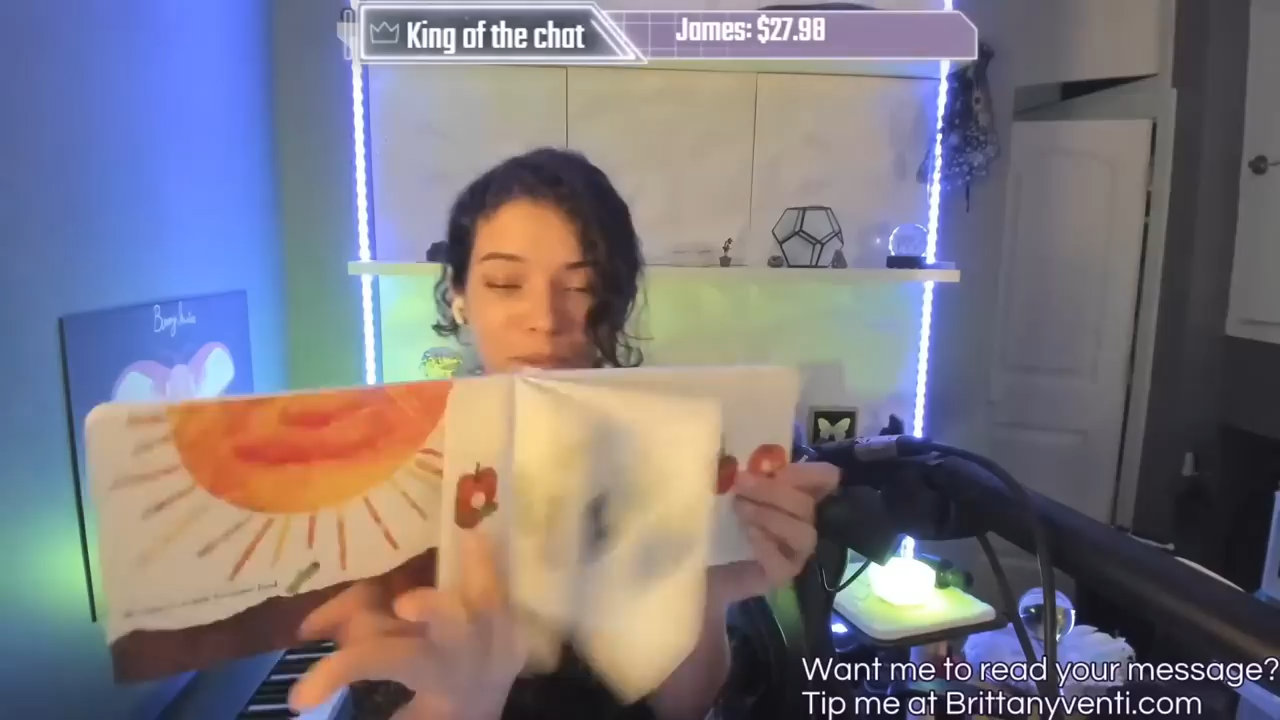 King of the chat
James: $27.98
Want me to read your message?
Tip me at Brittanyventi.com